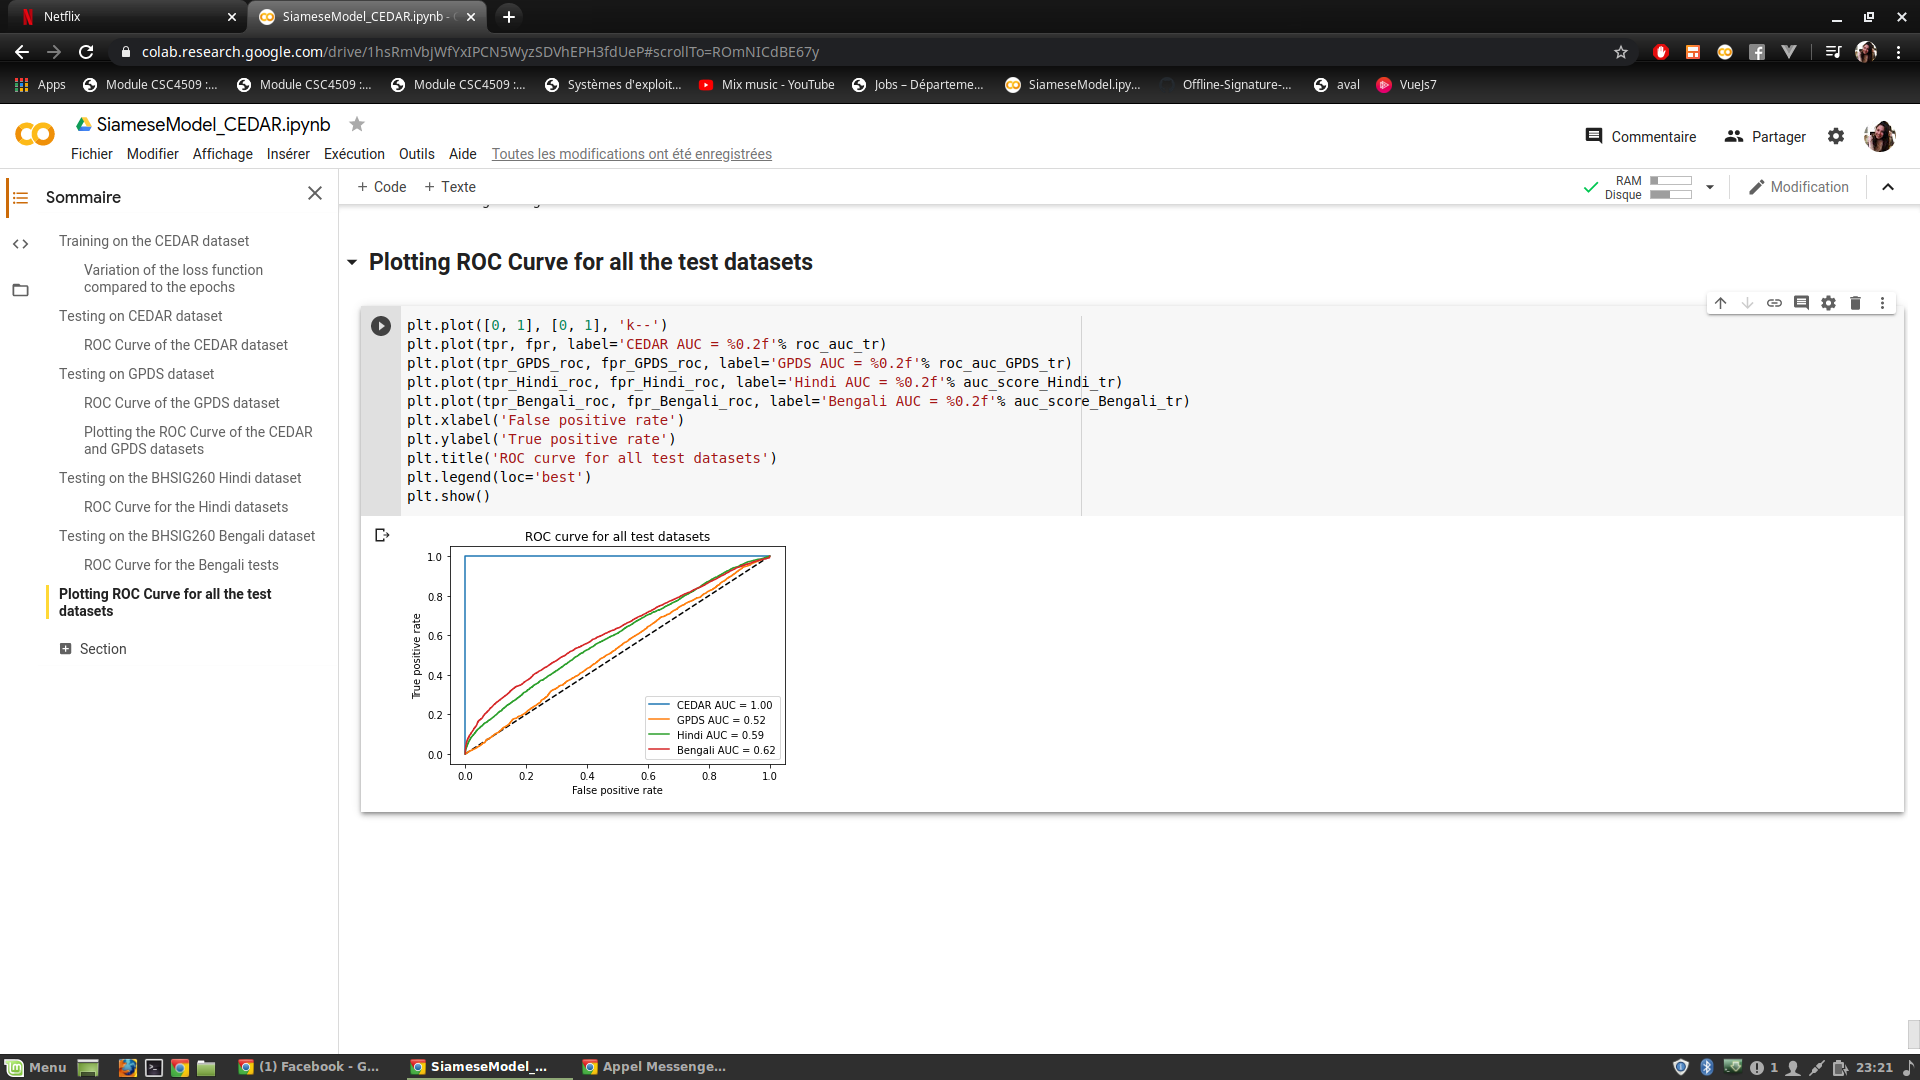 Netflix
SiameseModel_CEDAR.ipynb -
colab.research.google.com/drive/1hsRmVbjWfYxIPCN5WyzSDVhEPH3fdUeP#scrollTo=ROmNICdBE67y
Apps Module CSC4509 :... Module CSC4509 :... Module CSC4509 :... Systèmes d'exploit... Mix music - YouTube Jobs – Départeme... SiameseModel.ipy... Offline-Signature-... aval VueJs7
SiameseModel_CEDAR.ipynb
Commentaire Partager
Fichier Modifier Affichage Insérer Exécution Outils Aide Toutes les modifications ont été enregistrées
+ Code + Texte
RAM
Disque
Modification
Sommaire
Training on the CEDAR dataset
Variation of the loss function
compared to the epochs
Testing on CEDAR dataset
ROC Curve of the CEDAR dataset
Testing on GPDS dataset
ROC Curve of the GPDS dataset
Plotting the ROC Curve of the CEDAR
and GPDS datasets
Testing on the BHSIG260 Hindi dataset
ROC Curve for the Hindi datasets
Testing on the BHSIG260 Bengali dataset
ROC Curve for the Bengali tests
Plotting ROC Curve for all the test
datasets
Section
Plotting ROC Curve for all the test datasets
plt.plot([0, 1], [0, 1], 'k--')
plt.plot(tpr, fpr, label='CEDAR AUC = %0.2f'% roc_auc_tr)
plt.plot(tpr_GPDS_roc, fpr_GPDS_roc, label='GPDS AUC = %0.2f'% roc_auc_GPDS_tr)
plt.plot(tpr_Hindi_roc, fpr_Hindi_roc, label='Hindi AUC = %0.2f'% auc_score_Hindi_tr)
plt.plot(tpr_Bengali_roc, fpr_Bengali_roc, label='Bengali AUC = %0.2f'% auc_score_Bengali_tr)
plt.xlabel('False positive rate')
plt.ylabel('True positive rate')
plt.title('ROC curve for all test datasets')
plt.legend(loc='best')
plt.show()
ROC curve for all test datasets
True positive rate
1.0
0.8
0.6
0.4
0.2
0.0
CEDAR AUC = 1.00
GPDS AUC = 0.52
Hindi AUC = 0.59
Bengali AUC = 0.62
0.0 0.2 0.4 0.6 0.8 1.0
False positive rate
Menu (1) Facebook - G... SiameseModel_... Appel Messenge... 1 23:21